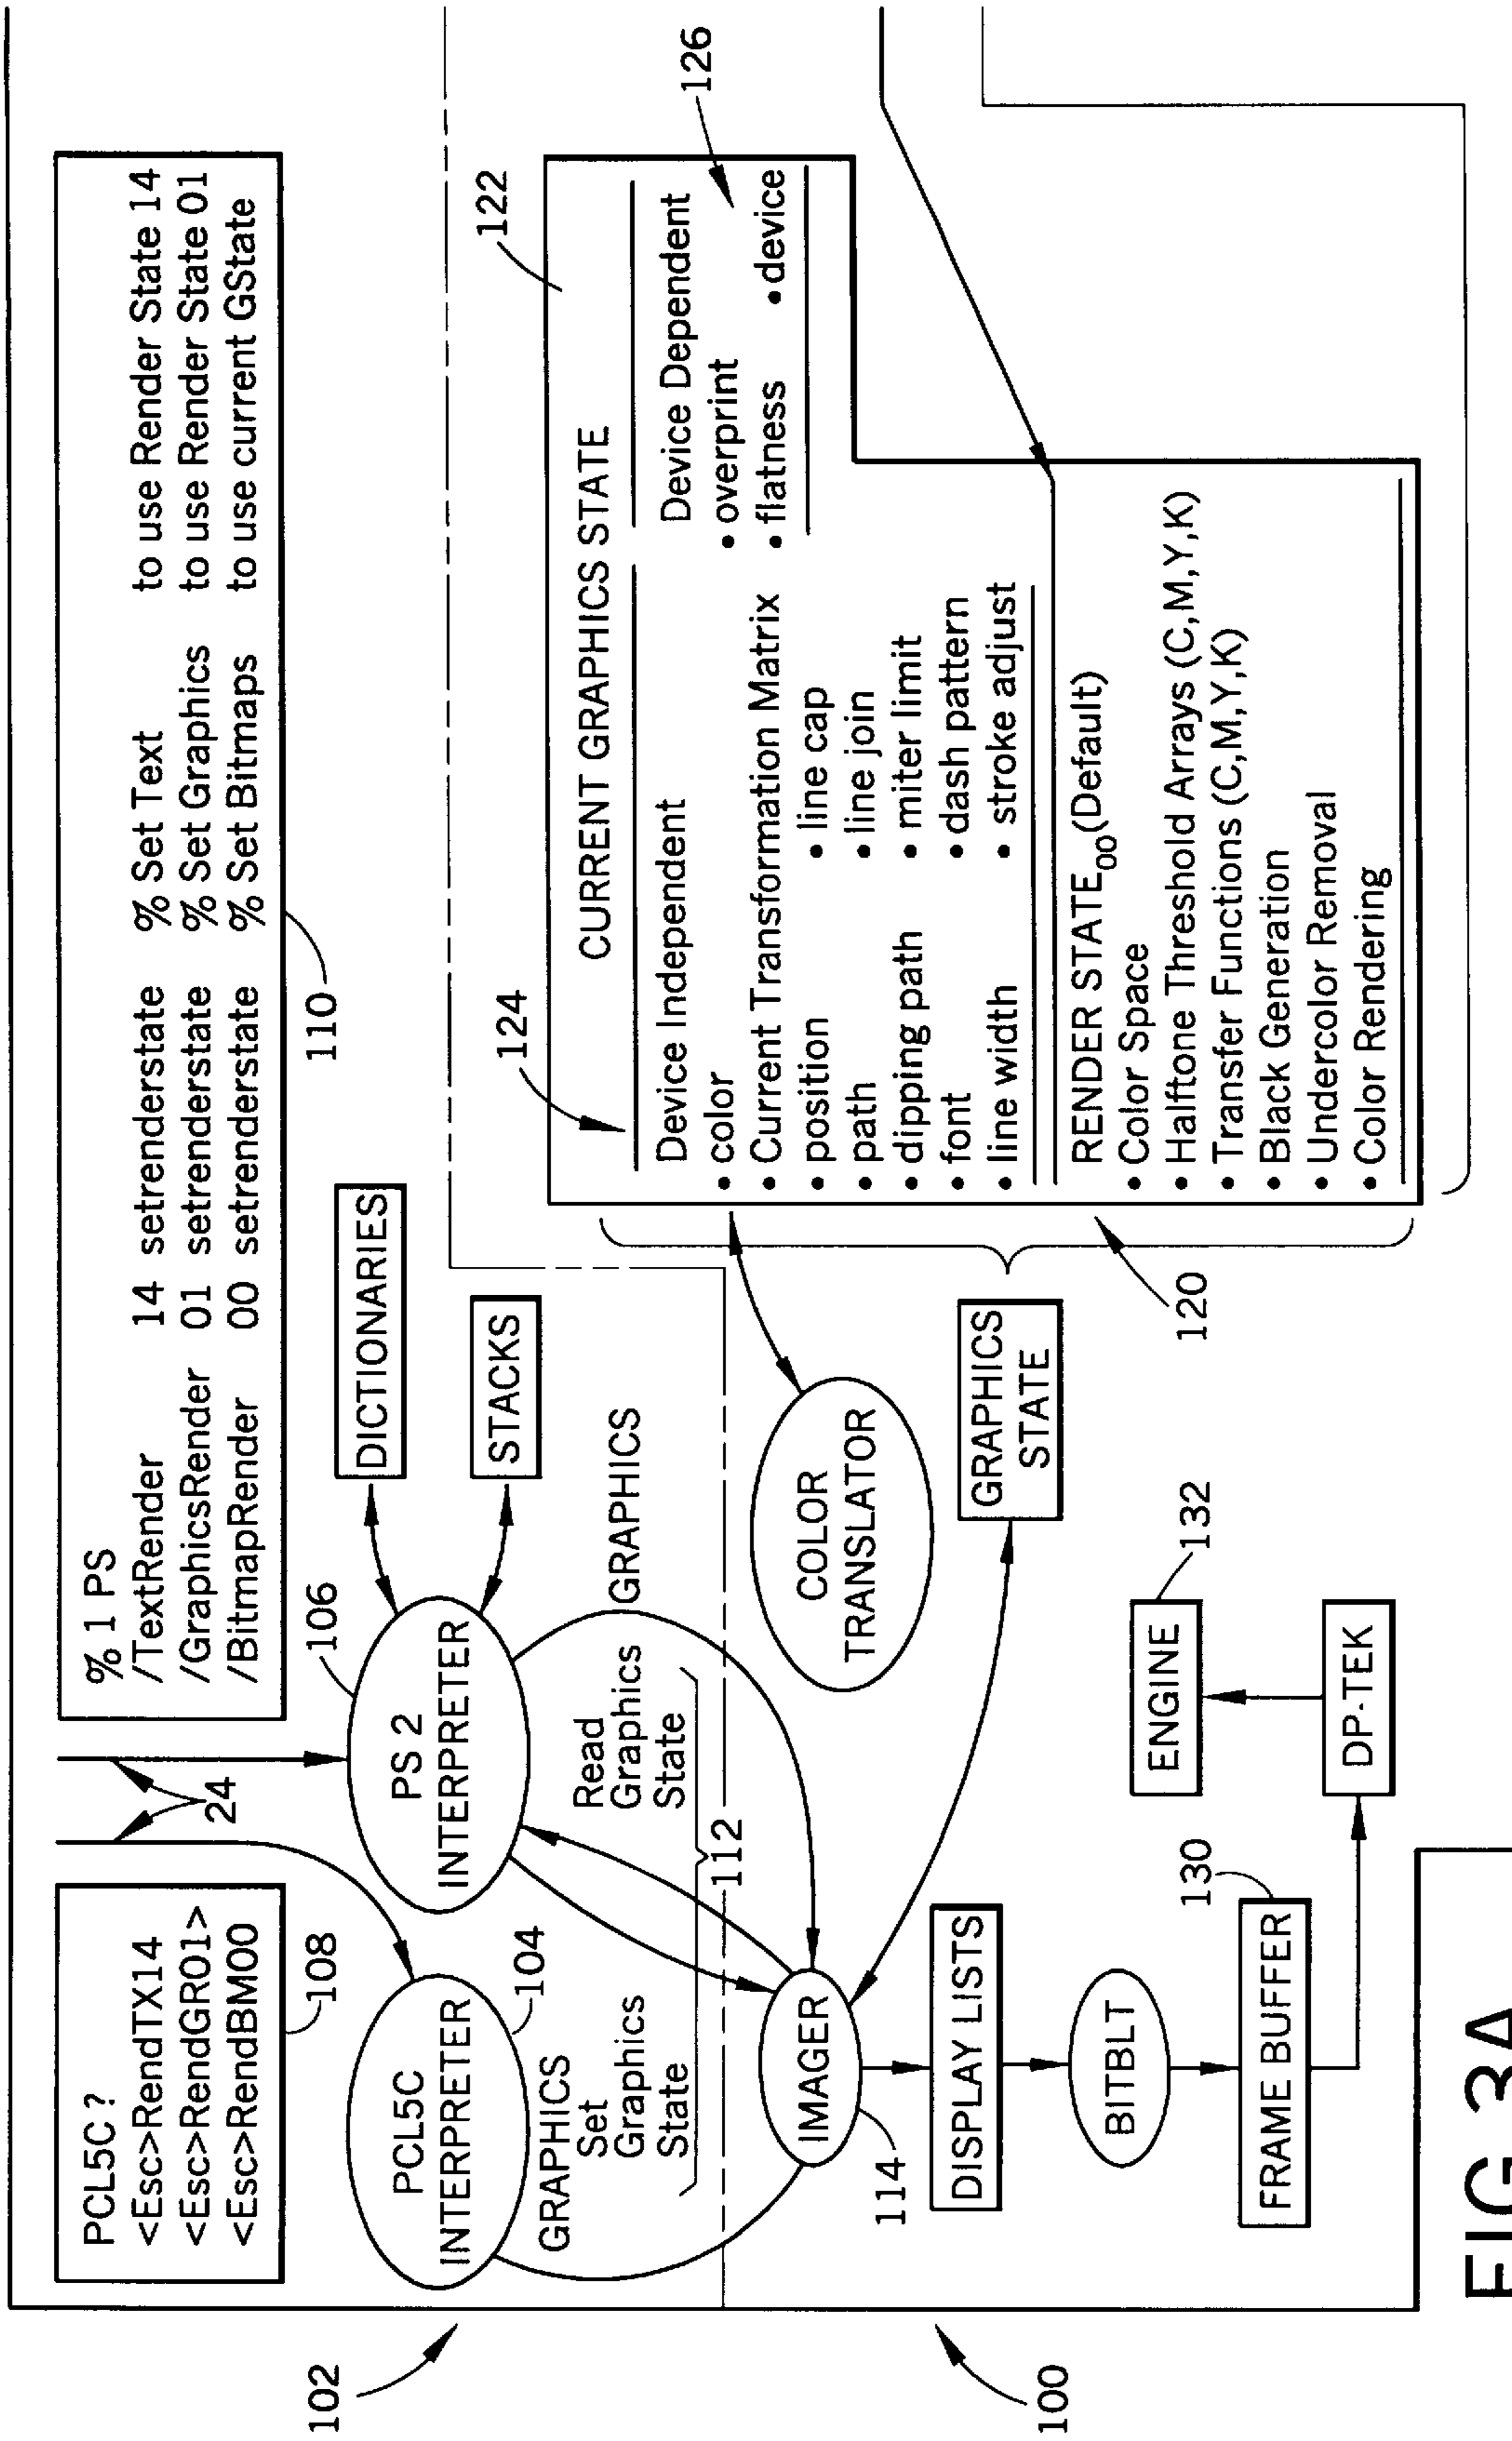 PCL5C?
<Esc>RendTX14
<Esc>RendGR01>
<Esc>RendBM00
108
24
% 1 PS
/TextRender 14 setrenderstate % Set Text to use Render State 14
/GraphicsRender 01 setrenderstate % Set Graphics to use Render State 01
/BitmapRender 00 setrenderstate % Set Bitmaps to use current GState
110
102
PCL5C
INTERPRETER
104
PS 2
INTERPRETER
106
DICTIONARIES
STACKS
GRAPHICS
Set
Graphics
State
Read
Graphics
State
GRAPHICS
112
100
IMAGER
114
DISPLAY LISTS
BITBLT
FRAME BUFFER
130
DP-TEK
ENGINE
132
COLOR
TRANSLATOR
GRAPHICS
STATE
120
122
124
CURRENT GRAPHICS STATE
Device Independent
• color
• Current Transformation Matrix
• position • line cap
• path • line join
• dipping path • miter limit
• font • dash pattern
• line width • stroke adjust
Device Dependent
• overprint
• flatness • device
126
RENDER STATE00(Default)
• Color Space
• Halftone Threshold Arrays (C,M,Y,K)
• Transfer Functions (C,M,Y,K)
• Black Generation
• Undercolor Removal
• Color Rendering
FIG. 3A